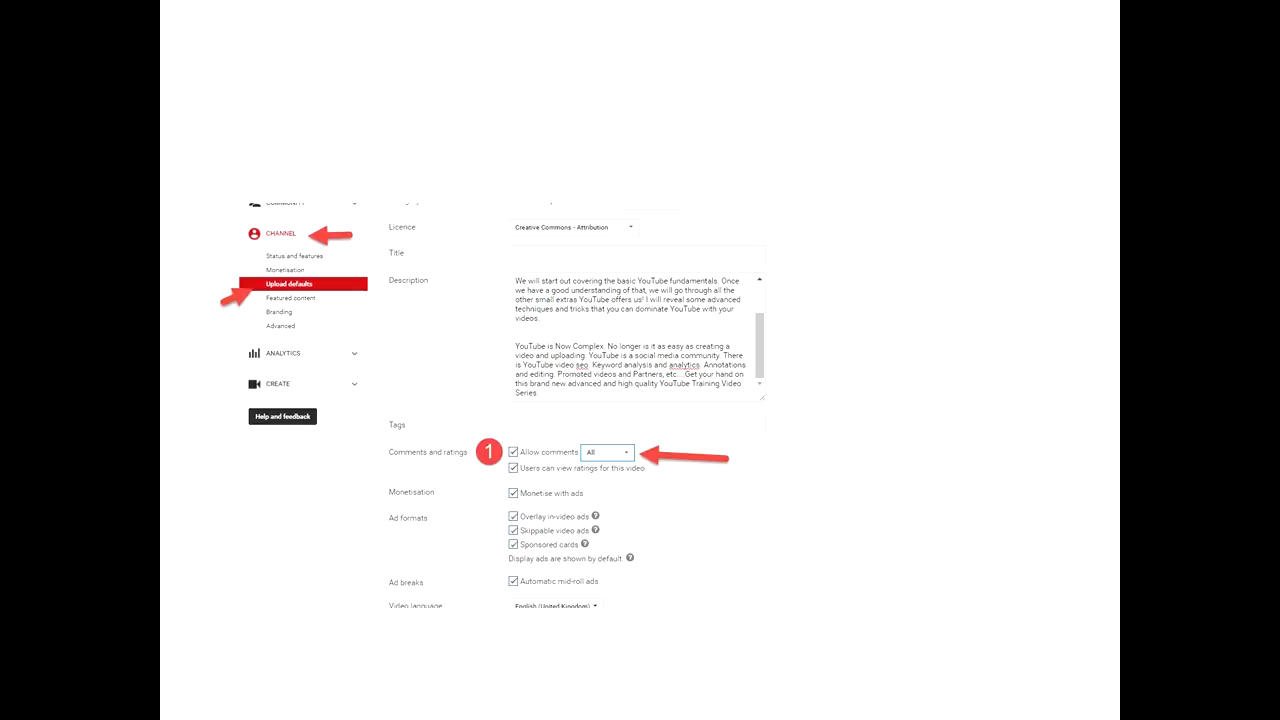 COMMUNITY
CHANNEL
Status and features
Monetisation
Upload defaults
Featured content
Branding
Advanced
ANALYTICS
CREATE
Help and feedback
Licence
Creative Commons - Attribution
Title
Description
We will start out covering the basic YouTube fundamentals. Once
we have a good understanding of that, we will go through all the
other small extras YouTube offers us! I will reveal some advanced
techniques and tricks that you can dominate YouTube with your
videos.
YouTube is Now Complex. No longer is it as easy as creating a
video and uploading. YouTube is a social media community. There
is YouTube video seo. Keyword analysis and analytics. Annotations
and editing. Promoted videos and Partners, etc....Get your hand on
this brand new advanced and high quality YouTube Training Video
Series.
Tags
Comments and ratings
1
Allow comments
All
Users can view ratings for this video
Monetisation
Monetise with ads
Ad formats
Overlay in-video ads ?
Skippable video ads ?
Sponsored cards ?
Display ads are shown by default. ?
Ad breaks
Automatic mid-roll ads
Video language
English (United Kingdom)